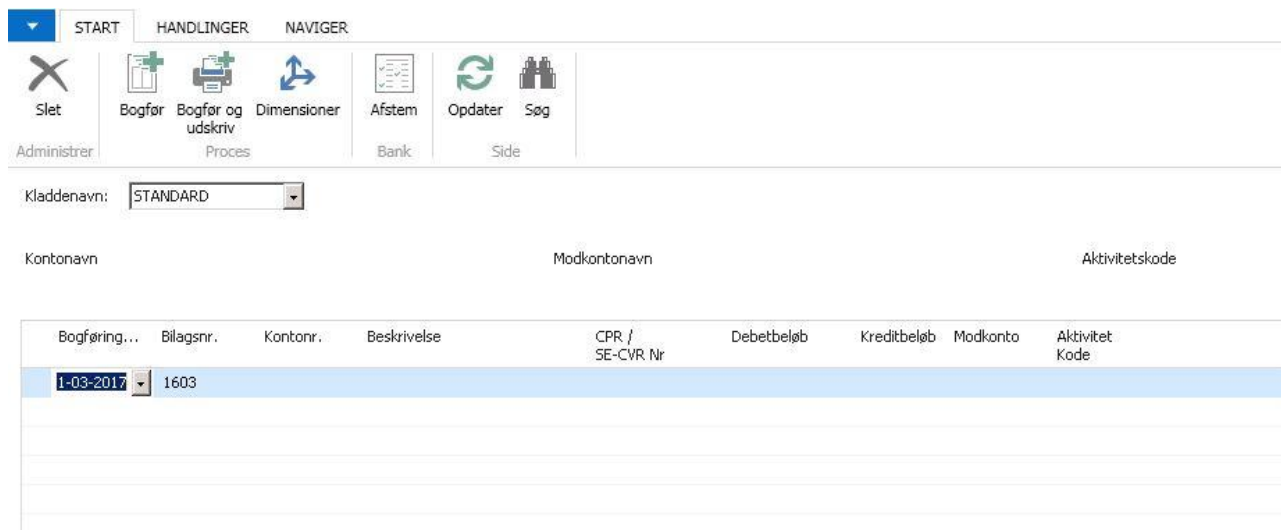 START HANDLINGER NAVIGER
Slet Bogfør Bogfør og Dimensioner Afstem Opdater Søg
udskriv
Administrer Proces Bank Side
Kladdenavn: STANDARD
Kontonavn Modkontonavn Aktivitetskode
Bogføring... Bilagsnr. Kontonr. Beskrivelse CPR / Debetbeløb Kreditbeløb Modkonto Aktivitet
SE-CVR Nr Kode
1-03-2017 1603